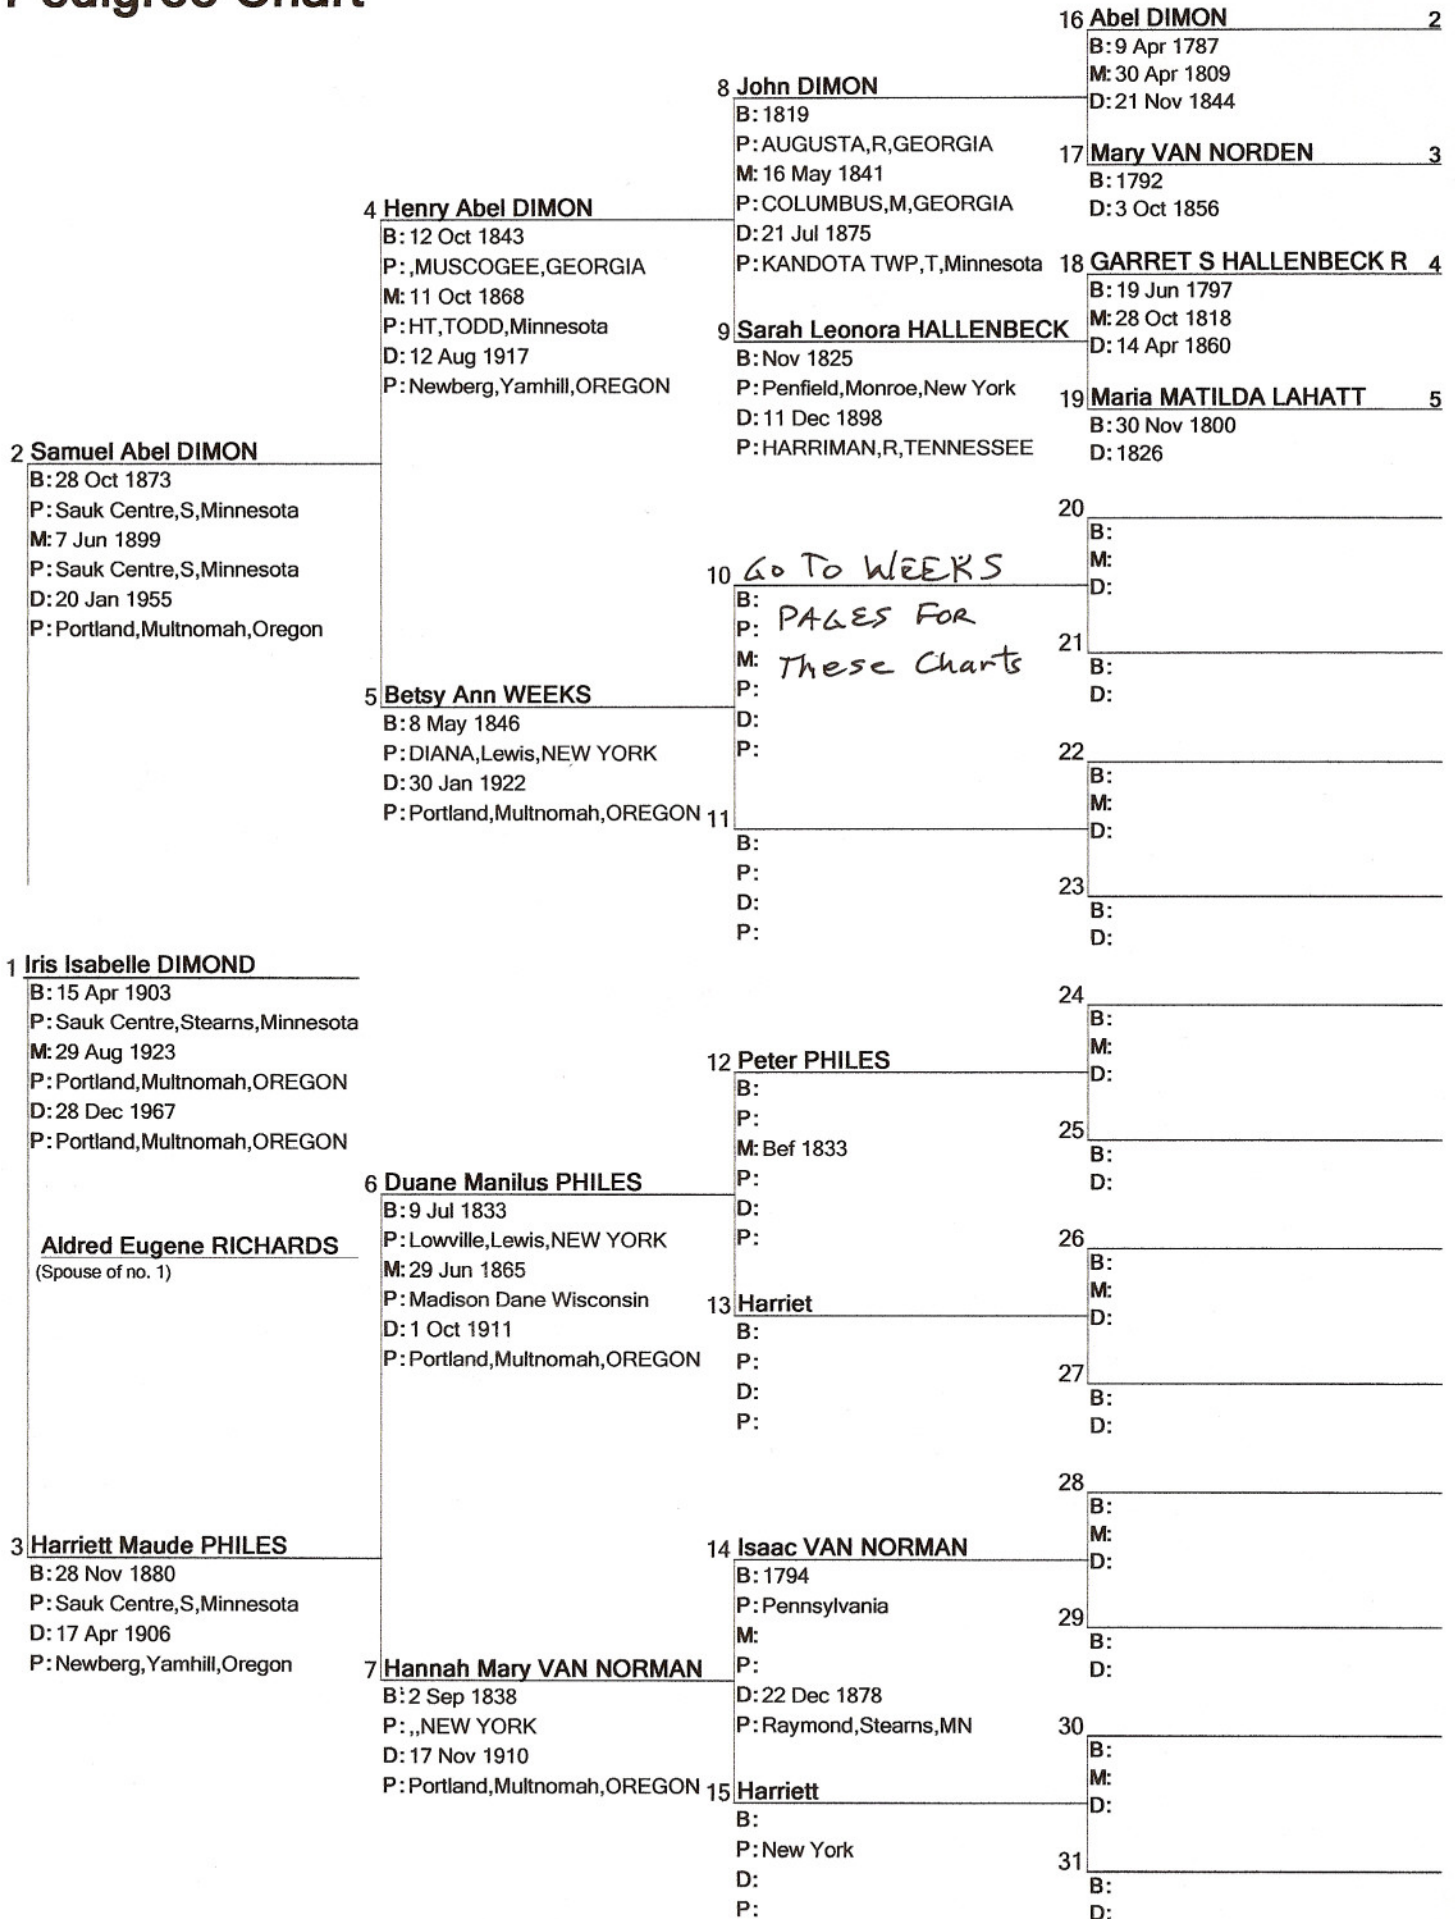 Pedigree Chart
16 Abel DIMON 2
B: 9 Apr 1787
M: 30 Apr 1809
D: 21 Nov 1844
8 John DIMON
B: 1819
P: AUGUSTA,R,GEORGIA
M: 16 May 1841
P: COLUMBUS,M,GEORGIA
D: 21 Jul 1875
P: KANDOTA TWP,T,Minnesota
17 Mary VAN NORDEN 3
B: 1792
D: 3 Oct 1856
4 Henry Abel DIMON
B: 12 Oct 1843
P: ,MUSCOGEE,GEORGIA
M: 11 Oct 1868
P: HT,TODD,Minnesota
D: 12 Aug 1917
P: Newberg,Yamhill,OREGON
18 GARRET S HALLENBECK R 4
B: 19 Jun 1797
M: 28 Oct 1818
D: 14 Apr 1860
9 Sarah Leonora HALLENBECK
B: Nov 1825
P: Penfield,Monroe,New York
D: 11 Dec 1898
P: HARRIMAN,R,TENNESSEE
19 Maria MATILDA LAHATT 5
B: 30 Nov 1800
D: 1826
2 Samuel Abel DIMON
B: 28 Oct 1873
P: Sauk Centre,S,Minnesota
M: 7 Jun 1899
P: Sauk Centre,S,Minnesota
D: 20 Jan 1955
P: Portland,Multnomah,Oregon
20
B:
M:
D:
10 Go To WEEKS
B:
P: PAGES FOR
M: These Charts
P:
D:
P:
21
B:
D:
5 Betsy Ann WEEKS
B: 8 May 1846
P: DIANA,Lewis,NEW YORK
D: 30 Jan 1922
P: Portland,Multnomah,OREGON
22
B:
M:
D:
11
B:
P:
D:
P:
23
B:
D:
1 Iris Isabelle DIMOND
B: 15 Apr 1903
P: Sauk Centre,Stearns,Minnesota
M: 29 Aug 1923
P: Portland,Multnomah,OREGON
D: 28 Dec 1967
P: Portland,Multnomah,OREGON
Aldred Eugene RICHARDS
(Spouse of no. 1)
24
B:
M:
D:
12 Peter PHILES
B:
P:
M: Bef 1833
P:
D:
P:
25
B:
D:
6 Duane Manilus PHILES
B: 9 Jul 1833
P: Lowville,Lewis,NEW YORK
M: 29 Jun 1865
P: Madison Dane Wisconsin
D: 1 Oct 1911
P: Portland,Multnomah,OREGON
26
B:
M:
D:
13 Harriet
B:
P:
D:
P:
27
B:
D:
3 Harriett Maude PHILES
B: 28 Nov 1880
P: Sauk Centre,S,Minnesota
D: 17 Apr 1906
P: Newberg,Yamhill,Oregon
28
B:
M:
D:
14 Isaac VAN NORMAN
B: 1794
P: Pennsylvania
M:
P:
D: 22 Dec 1878
P: Raymond,Stearns,MN
29
B:
D:
7 Hannah Mary VAN NORMAN
B: 2 Sep 1838
P: ,,NEW YORK
D: 17 Nov 1910
P: Portland,Multnomah,OREGON
30
B:
M:
D:
15 Harriett
B:
P: New York
D:
P:
31
B:
D: